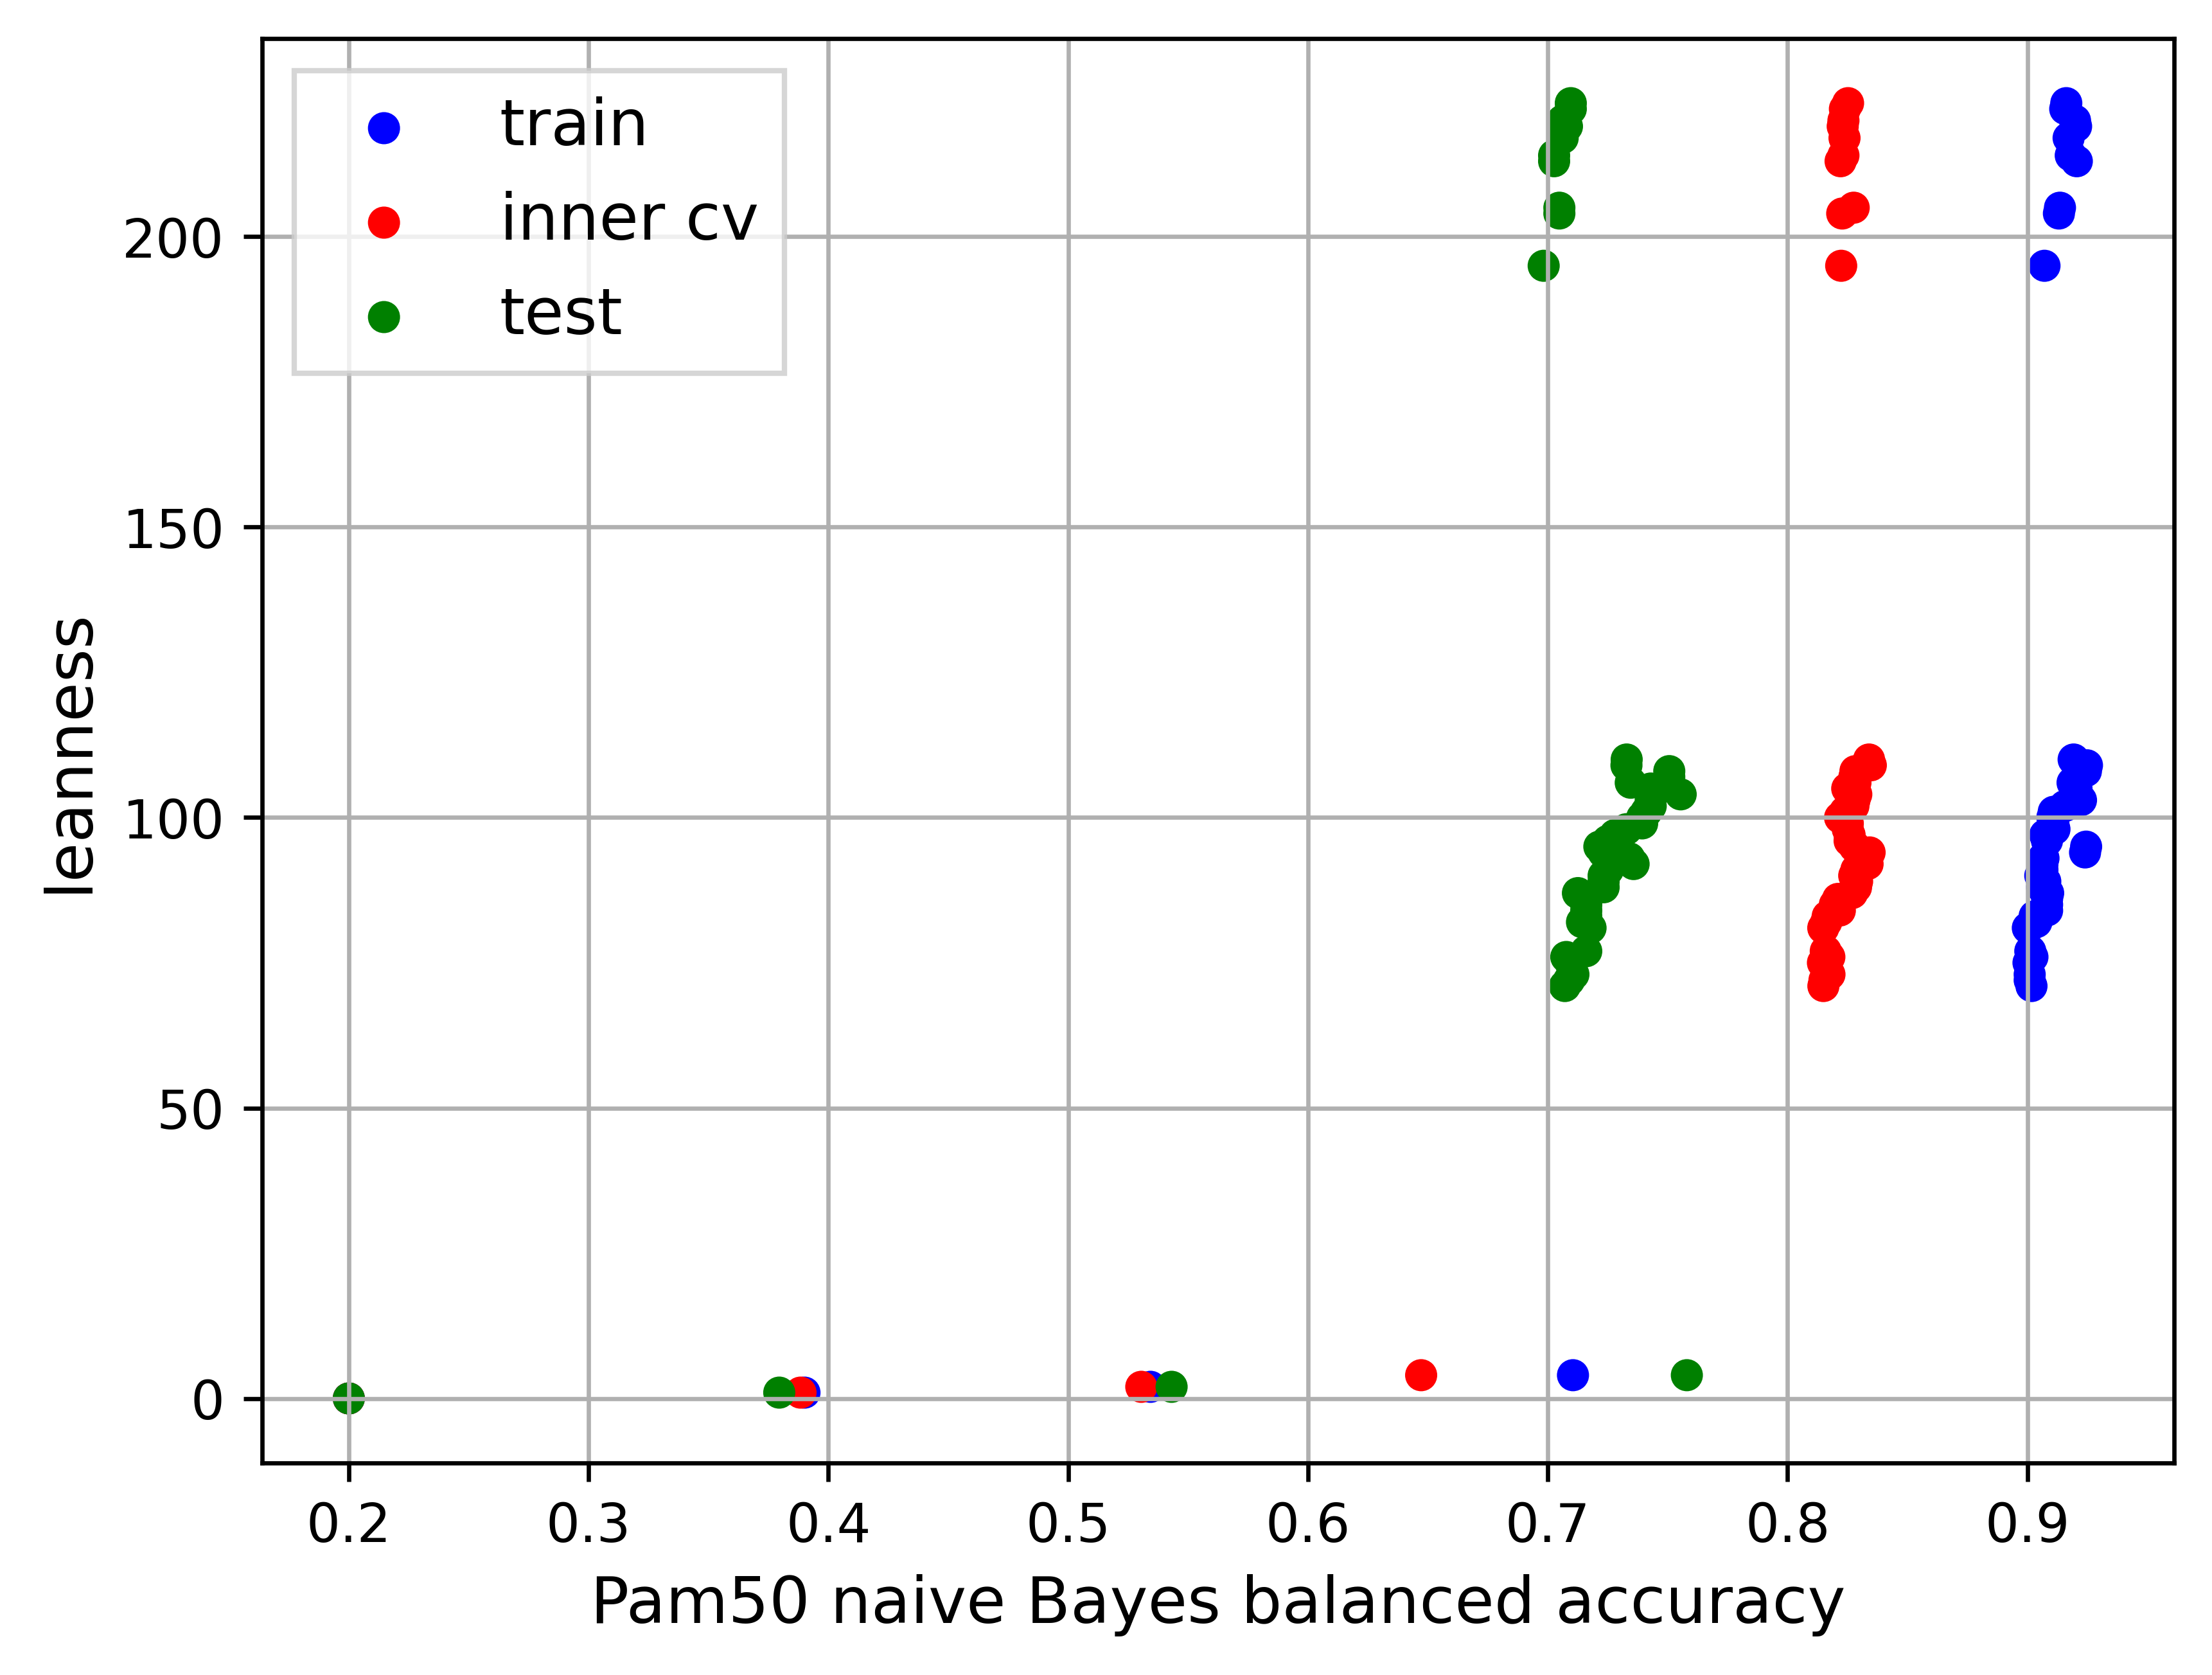 train
inner cv
test
200
150
100
50
0
leanness
0.2 0.3 0.4 0.5 0.6 0.7 0.8 0.9
Pam50 naive Bayes balanced accuracy